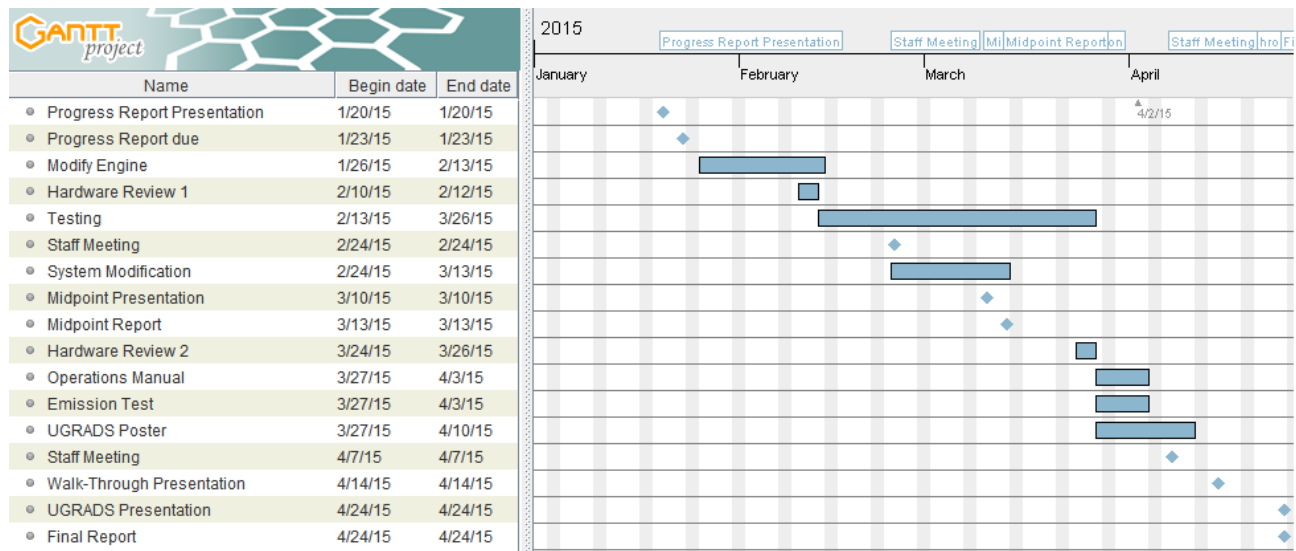 GANTT
project
2015
Progress Report Presentation Staff Meeting Mi Midpoint Report on Staff Meeting hro Fi
January February March April
Name Begin date End date
4/2/15
Progress Report Presentation 1/20/15 1/20/15
Progress Report due 1/23/15 1/23/15
Modify Engine 1/26/15 2/13/15
Hardware Review 1 2/10/15 2/12/15
Testing 2/13/15 3/26/15
Staff Meeting 2/24/15 2/24/15
System Modification 2/24/15 3/13/15
Midpoint Presentation 3/10/15 3/10/15
Midpoint Report 3/13/15 3/13/15
Hardware Review 2 3/24/15 3/26/15
Operations Manual 3/27/15 4/3/15
Emission Test 3/27/15 4/3/15
UGRADS Poster 3/27/15 4/10/15
Staff Meeting 4/7/15 4/7/15
Walk-Through Presentation 4/14/15 4/14/15
UGRADS Presentation 4/24/15 4/24/15
Final Report 4/24/15 4/24/15